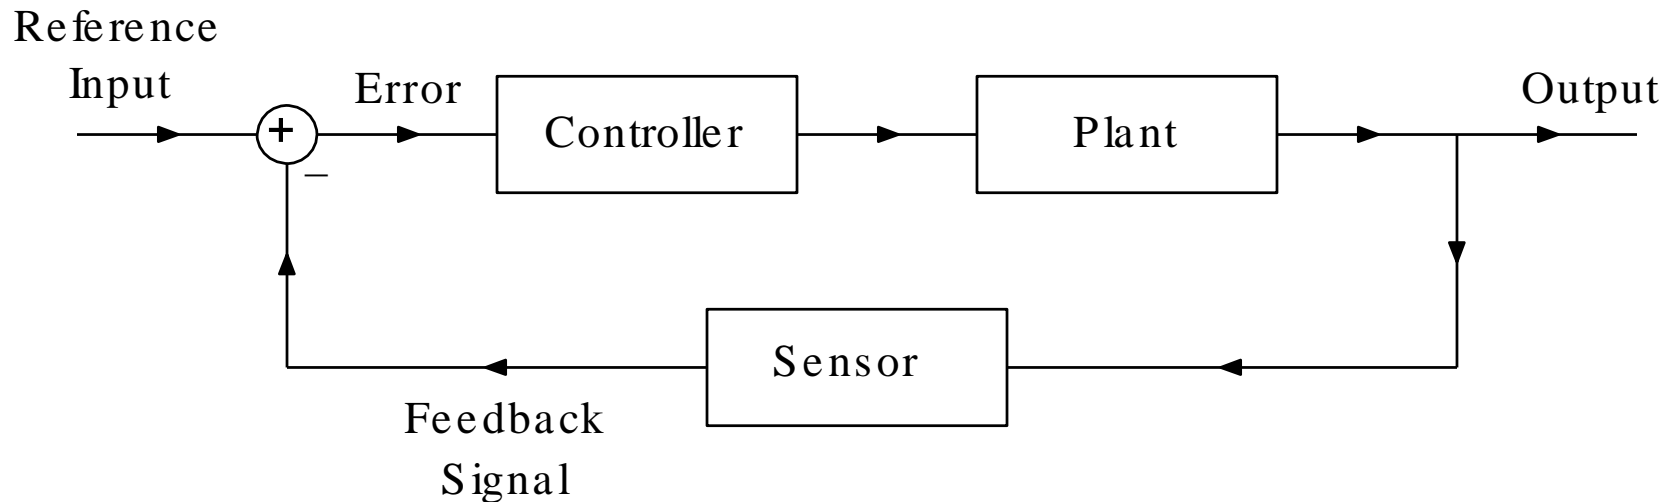 Reference
Input
Error
Controller
Plant
Output
+
–
Sensor
Feedback
Signal